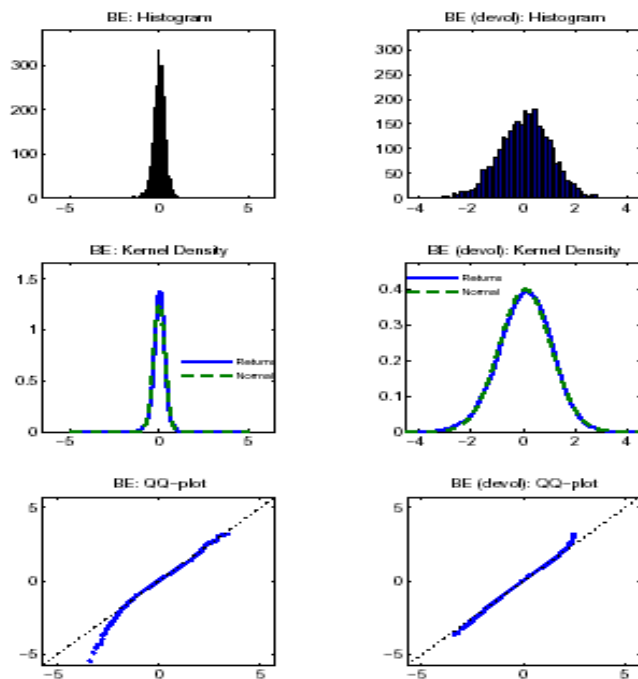 BE: Histogram
300
200
100
0
−5 0 5
BE (devol): Histogram
300
250
200
150
100
50
0
−4 −2 0 2 4
BE: Kernel Density
1.5
1
0.5
0
Returns
Normal
−5 0 5
BE (devol): Kernel Density
Returns
Normal
0.4
0.3
0.2
0.1
0
−4 −2 0 2 4
BE: QQ−plot
5
0
−5
−5 0 5
BE (devol): QQ−plot
5
0
−5
−5 0 5